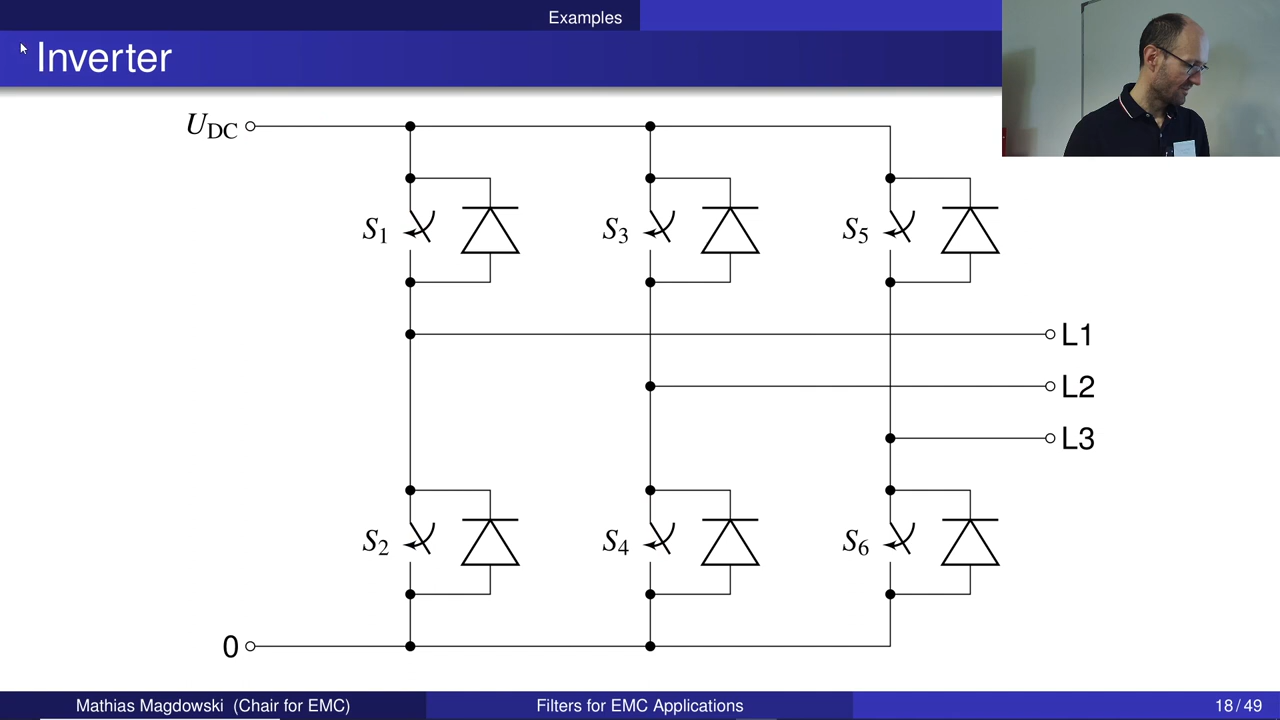 Examples
Inverter
U_DC
S_1
S_3
S_5
L1
L2
L3
S_2
S_4
S_6
0
Mathias Magdowski (Chair for EMC)
Filters for EMC Applications
18 / 49